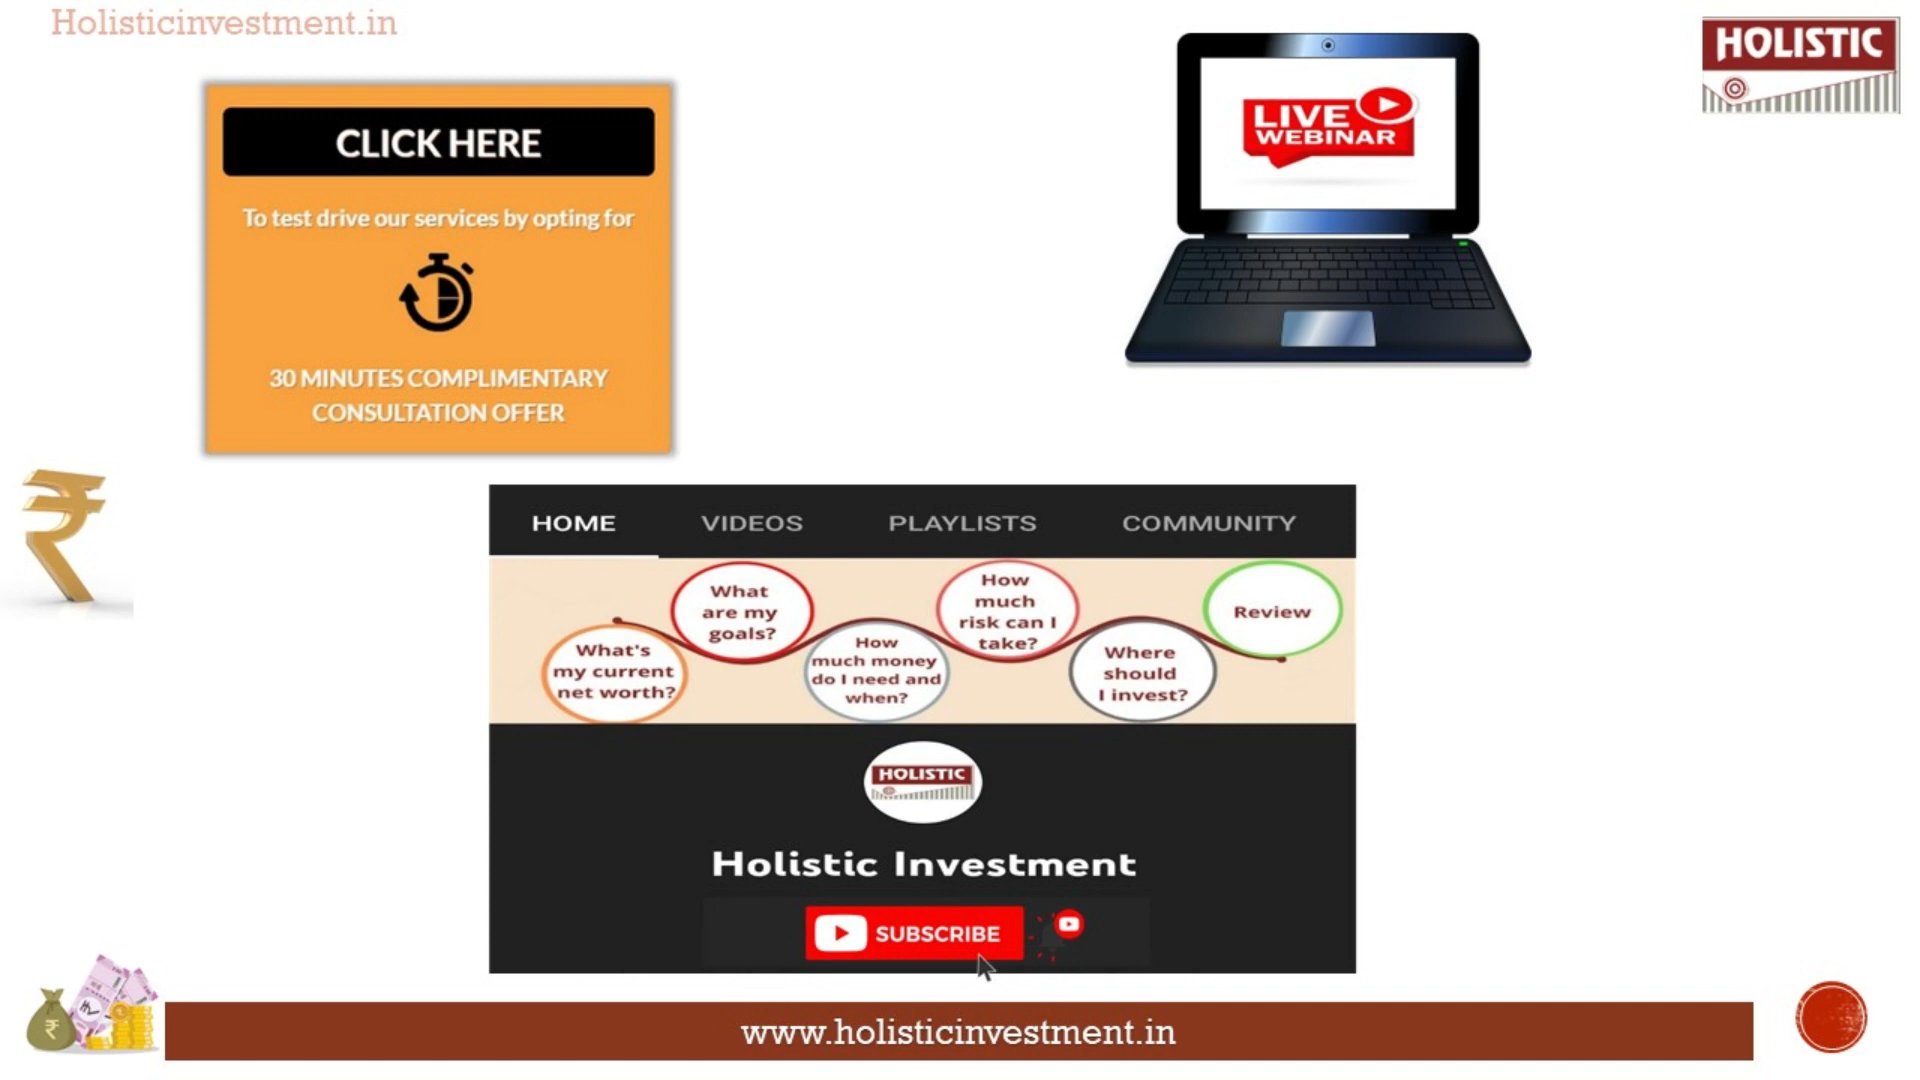 Holisticinvestment.in
HOLISTIC
CLICK HERE
To test drive our services by opting for
30 MINUTES COMPLIMENTARY
CONSULTATION OFFER
LIVE
WEBINAR
HOME VIDEOS PLAYLISTS COMMUNITY
What's
my current
net worth?
What
are my
goals?
How
much money
do I need and
when?
How
much
risk can I
take?
Where
should
I invest?
Review
HOLISTIC
Holistic Investment
SUBSCRIBE
www.holisticinvestment.in